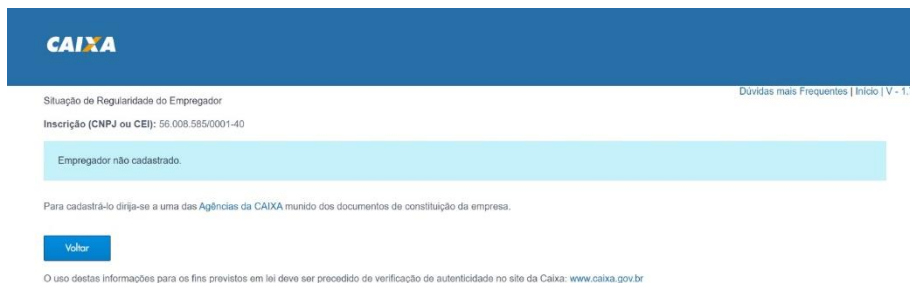 CAIXA
Dúvidas mais Frequentes | Início | V - 1.
Situação de Regularidade do Empregador
Inscrição (CNPJ ou CEI): 56.008.585/0001-40
Empregador não cadastrado.
Para cadastrá-lo dirija-se a uma das Agências da CAIXA munido dos documentos de constituição da empresa.
Voltar
O uso destas informações para os fins previstos em lei deve ser precedido de verificação de autenticidade no site da Caixa: www.caixa.gov.br